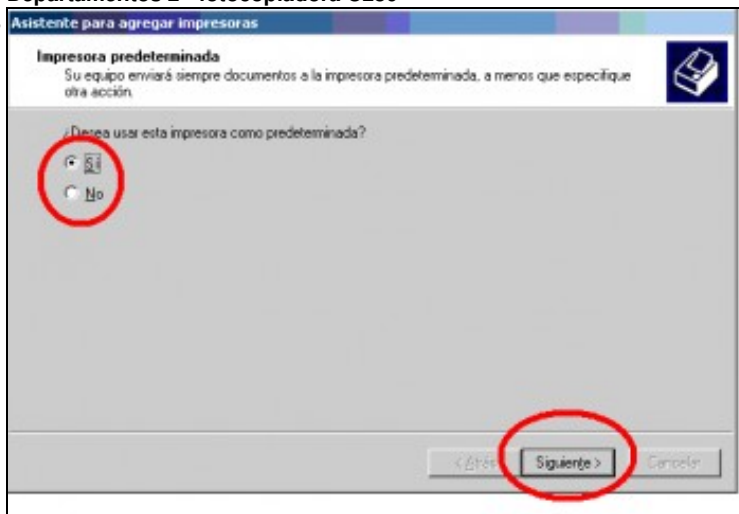 Asistente para agregar impresoras
Impresora predeterminada
Su equipo enviará siempre documentos a la impresora predeterminada, a menos que especifique
otra acción.
¿Desea usar esta impresora como predeterminada?
Sí
No
< Atrás
Siguiente >
Cancelar